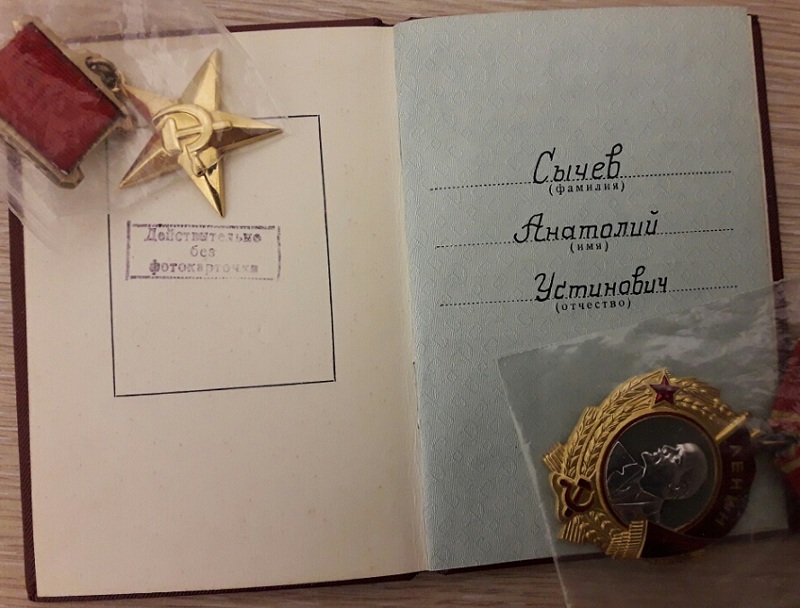 Действительно
без
фотокарточки
Сычев
(фамилия)
Анатолий
(имя)
Устинович
(отчество)
ЛЕНИН